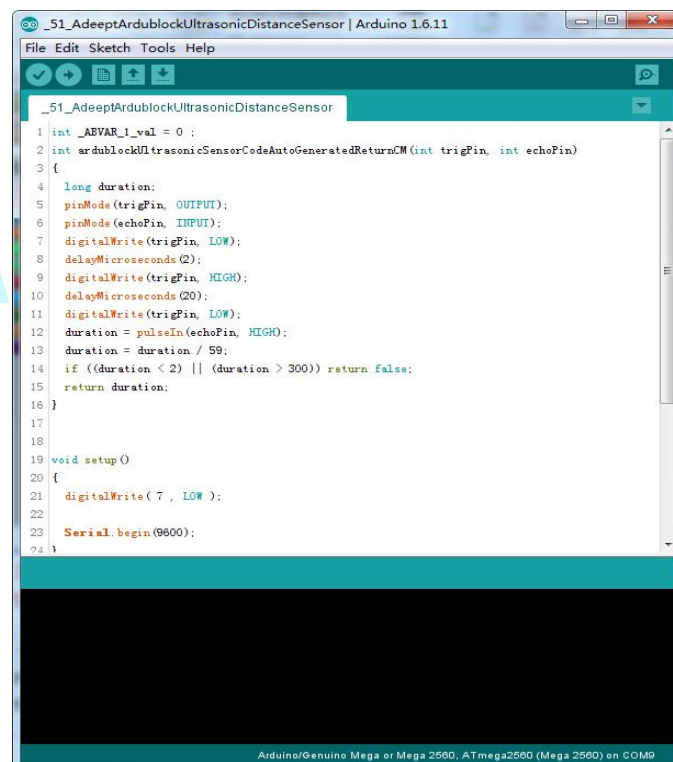 _51_AdeeptArdublockUltrasonicDistanceSensor | Arduino 1.6.11
File Edit Sketch Tools Help
_51_AdeeptArdublockUltrasonicDistanceSensor
1 int _ABVAR_1_val = 0 ;
2 int ardublockUltrasonicSensorCodeAutoGeneratedReturnCM(int trigPin, int echoPin)
3 {
4 long duration;
5 pinMode(trigPin, OUTPUT);
6 pinMode(echoPin, INPUT);
7 digitalWrite(trigPin, LOW);
8 delayMicroseconds(2);
9 digitalWrite(trigPin, HIGH);
10 delayMicroseconds(20);
11 digitalWrite(trigPin, LOW);
12 duration = pulseIn(echoPin, HIGH);
13 duration = duration / 59;
14 if ((duration < 2) || (duration > 300)) return false;
15 return duration;
16 }
17
18
19 void setup()
20 {
21 digitalWrite( 7 , LOW );
22
23 Serial.begin(9600);
24 }
Arduino/Genuino Mega or Mega 2560, ATmega2560 (Mega 2560) on COM9